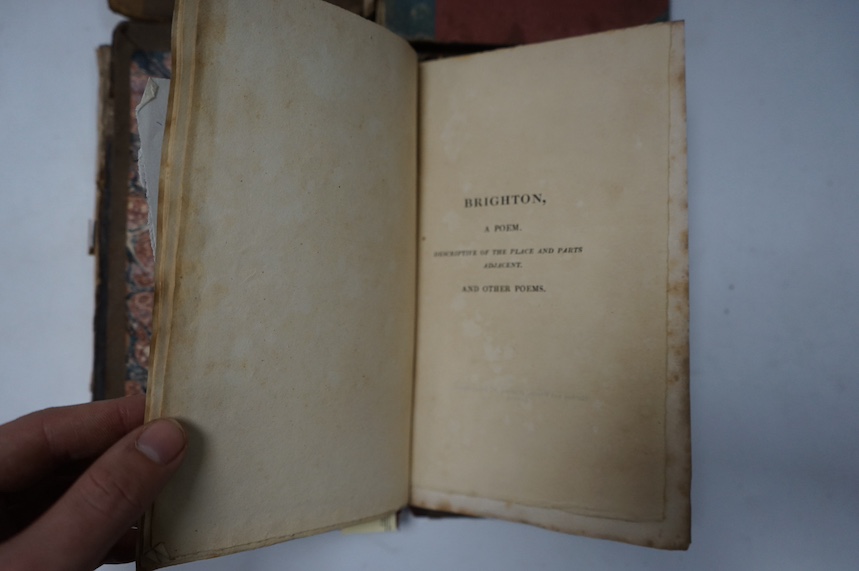 BRIGHTON,
A POEM.
DESCRIPTIVE OF THE PLACE AND PARTS
ADJACENT.
AND OTHER POEMS.